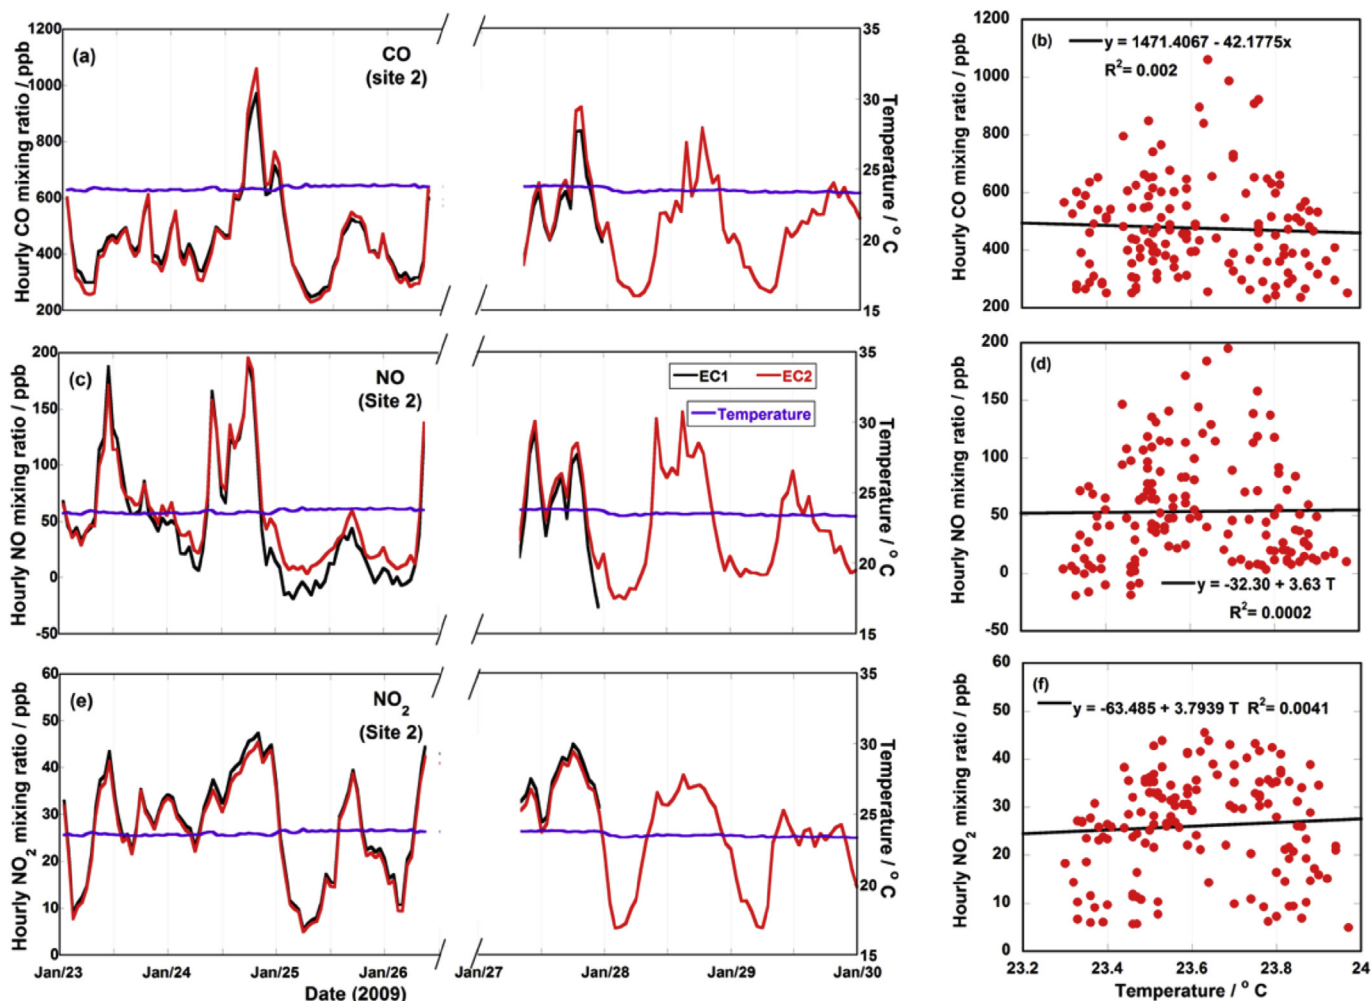 (a)
CO
(site 2)
Hourly CO mixing ratio / ppb
1200
1000
800
600
400
200
35
30
25
20
15
Temperature / ° C
(b)
y = 1471.4067 - 42.1775x
R²= 0.002
Hourly CO mixing ratio / ppb
1200
1000
800
600
400
200
(c)
NO
(Site 2)
Hourly NO mixing ratio / ppb
200
150
100
50
0
-50
EC1
EC2
Temperature
35
30
25
20
15
Temperature / ° C
(d)
y = -32.30 + 3.63 T
R²= 0.0002
Hourly NO mixing ratio / ppb
200
150
100
50
0
-50
(e)
NO₂
(Site 2)
Hourly NO₂ mixing ratio / ppb
60
50
40
30
20
10
0
35
30
25
20
15
Temperature / ° C
Jan/23
Jan/24
Jan/25
Jan/26
Jan/27
Jan/28
Jan/29
Jan/30
Date (2009)
(f)
y = -63.485 + 3.7939 T R²= 0.0041
Hourly NO₂ mixing ratio / ppb
60
50
40
30
20
10
0
23.2
23.4
23.6
23.8
24
Temperature / ° C